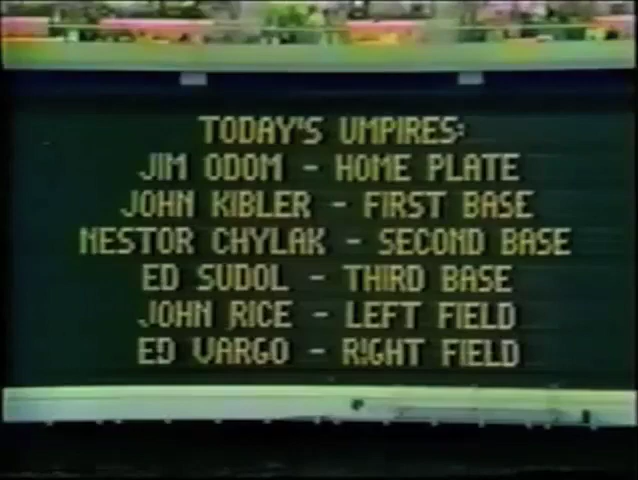 TODAY'S UMPIRES:
JIM ODOM - HOME PLATE
JOHN KIBLER - FIRST BASE
NESTOR CHYLAK - SECOND BASE
ED SUDOL - THIRD BASE
JOHN RICE - LEFT FIELD
ED VARGO - RIGHT FIELD